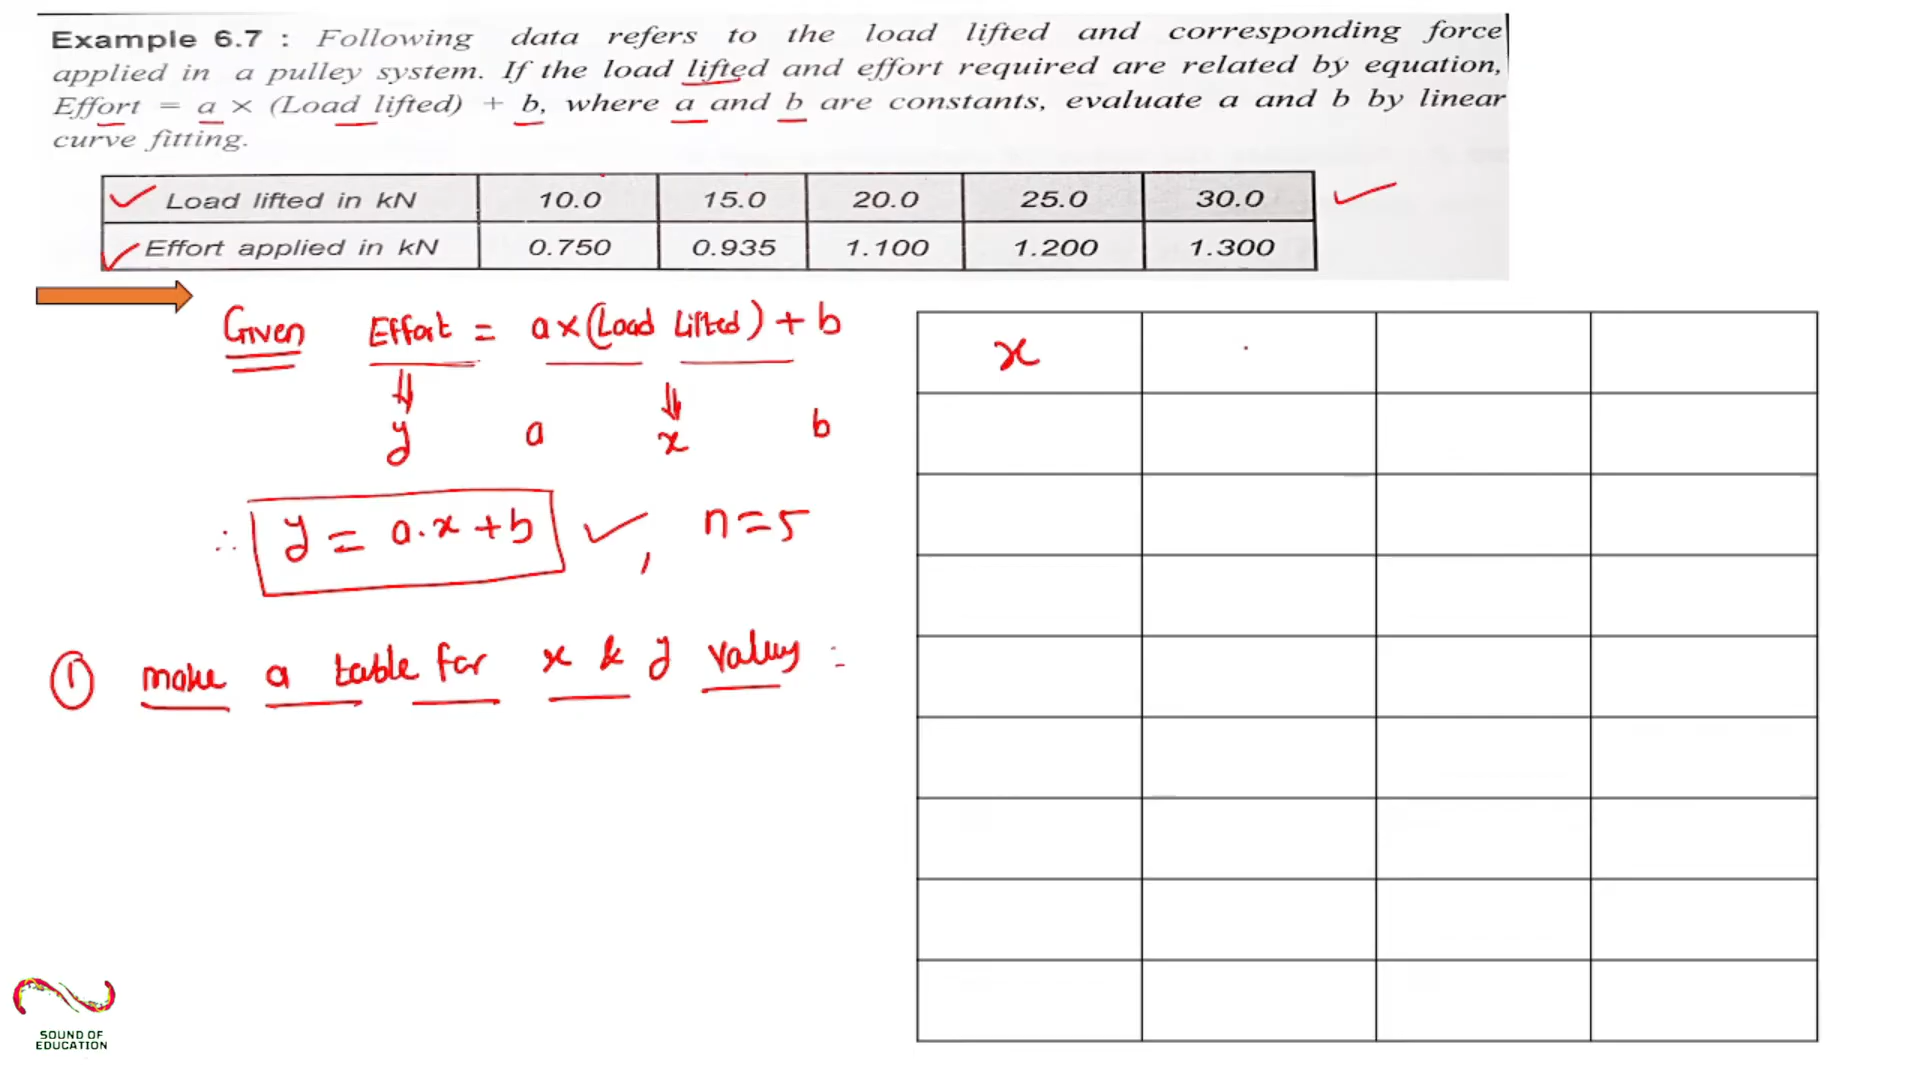 Example 6.7 : Following data refers to the load lifted and corresponding force
applied in a pulley system. If the load lifted and effort required are related by equation,
Effort = a × (Load lifted) + b, where a and b are constants, evaluate a and b by linear
curve fitting.
Load lifted in kN 10.0 15.0 20.0 25.0 30.0
Effort applied in kN 0.750 0.935 1.100 1.200 1.300
Given Effort = a×(Load Lifted) + b
y a x b
∴ y = a.x + b , n = 5
① make a table for x & y values :
x
SOUND OF
EDUCATION